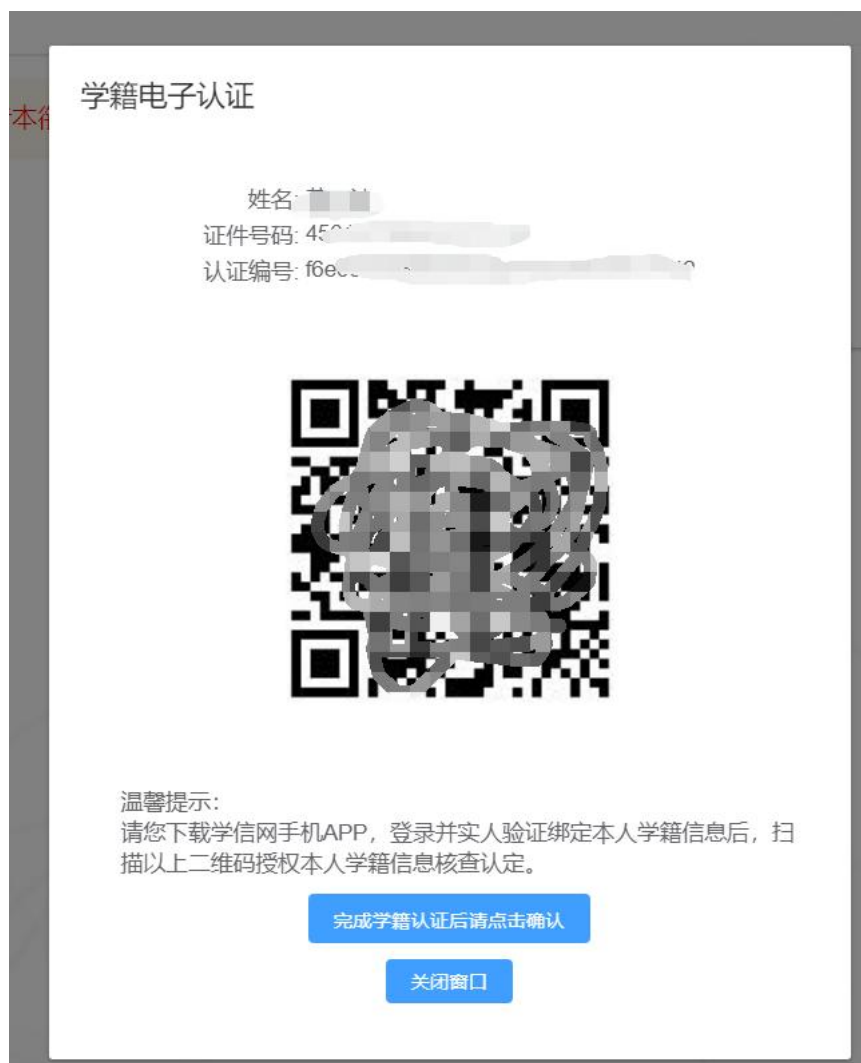 学籍电子认证
本
姓名:
证件号码: 45
认证编号: f6e
温馨提示:
请您下载学信网手机APP，登录并实人验证绑定本人学籍信息后，扫
描以上二维码授权本人学籍信息核查认定。
完成学籍认证后请点击确认
关闭窗口